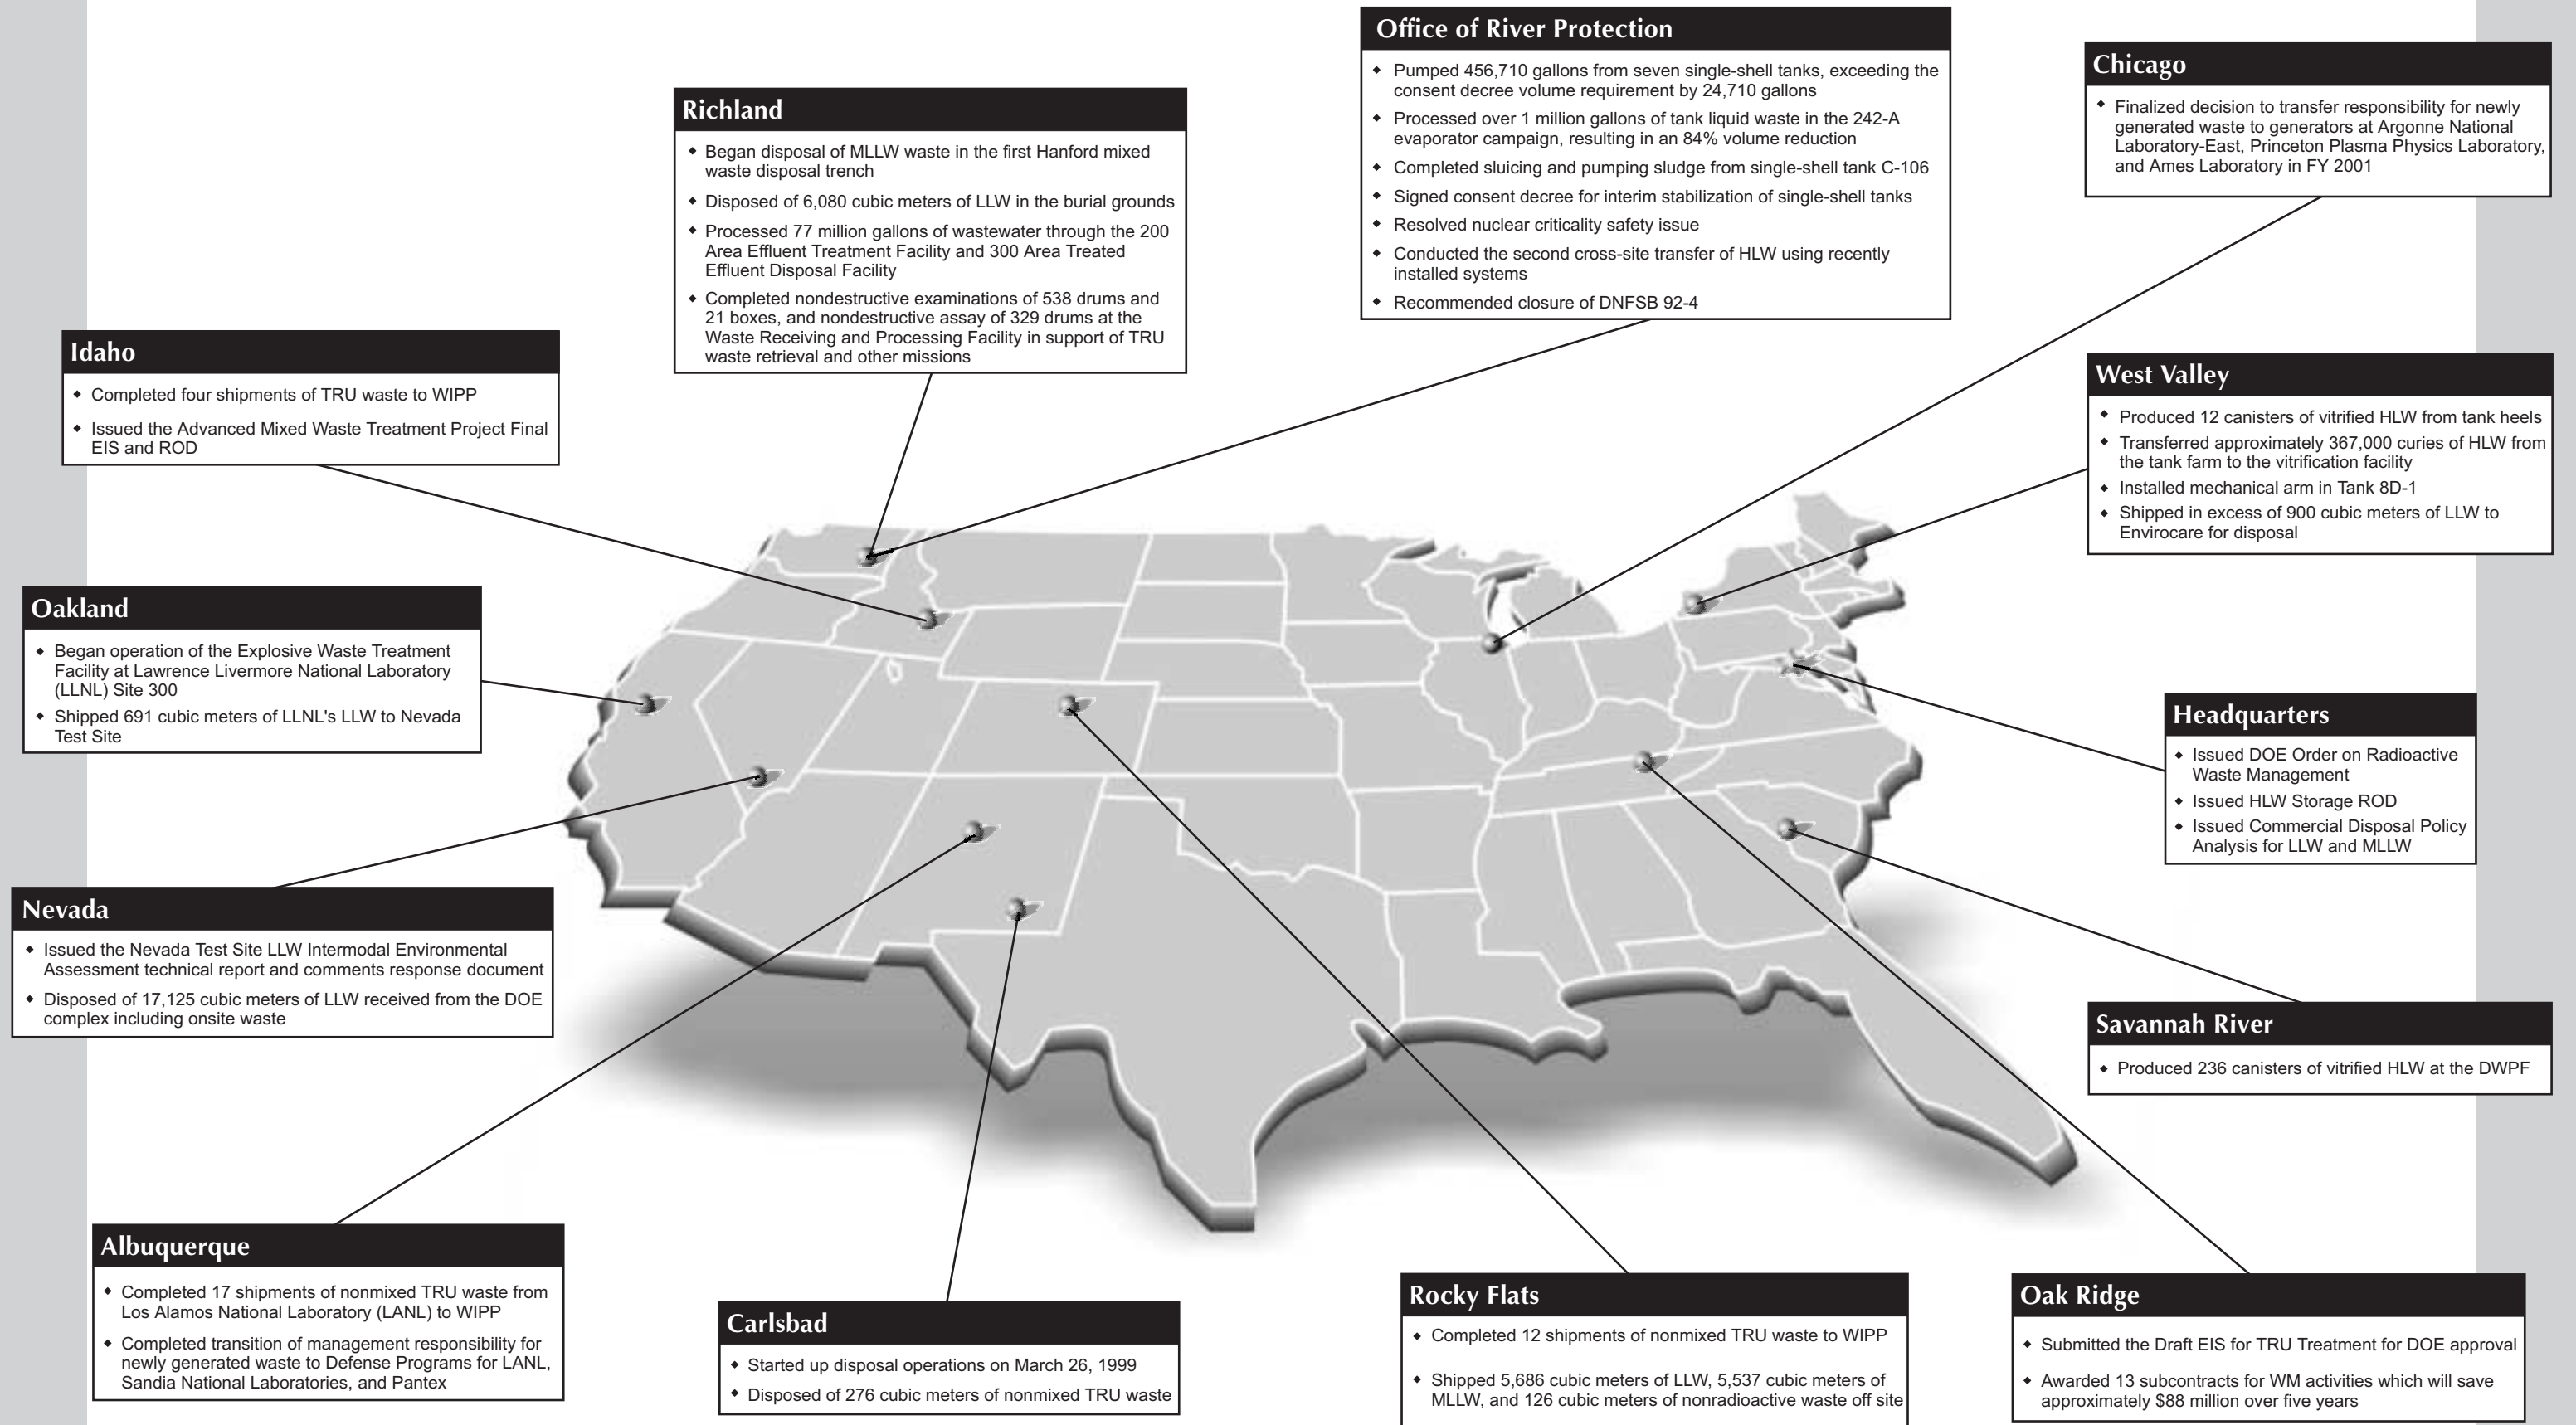 Office of River Protection
Pumped 456,710 gallons from seven single-shell tanks, exceeding the
consent decree volume requirement by 24,710 gallons
Processed over 1 million gallons of tank liquid waste in the 242-A
evaporator campaign, resulting in an 84% volume reduction
Completed sluicing and pumping sludge from single-shell tank C-106
Signed consent decree for interim stabilization of single-shell tanks
Resolved nuclear criticality safety issue
Conducted the second cross-site transfer of HLW using recently
installed systems
Recommended closure of DNFSB 92-4
Chicago
Finalized decision to transfer responsibility for newly
generated waste to generators at Argonne National
Laboratory-East, Princeton Plasma Physics Laboratory,
and Ames Laboratory in FY 2001
Richland
Began disposal of MLLW waste in the first Hanford mixed
waste disposal trench
Disposed of 6,080 cubic meters of LLW in the burial grounds
Processed 77 million gallons of wastewater through the 200
Area Effluent Treatment Facility and 300 Area Treated
Effluent Disposal Facility
Completed nondestructive examinations of 538 drums and
21 boxes, and nondestructive assay of 329 drums at the
Waste Receiving and Processing Facility in support of TRU
waste retrieval and other missions
Idaho
Completed four shipments of TRU waste to WIPP
Issued the Advanced Mixed Waste Treatment Project Final
EIS and ROD
West Valley
Produced 12 canisters of vitrified HLW from tank heels
Transferred approximately 367,000 curies of HLW from
the tank farm to the vitrification facility
Installed mechanical arm in Tank 8D-1
Shipped in excess of 900 cubic meters of LLW to
Envirocare for disposal
Oakland
Began operation of the Explosive Waste Treatment
Facility at Lawrence Livermore National Laboratory
(LLNL) Site 300
Shipped 691 cubic meters of LLNL's LLW to Nevada
Test Site
Headquarters
Issued DOE Order on Radioactive
Waste Management
Issued HLW Storage ROD
Issued Commercial Disposal Policy
Analysis for LLW and MLLW
Nevada
Issued the Nevada Test Site LLW Intermodal Environmental
Assessment technical report and comments response document
Disposed of 17,125 cubic meters of LLW received from the DOE
complex including onsite waste
Savannah River
Produced 236 canisters of vitrified HLW at the DWPF
Albuquerque
Completed 17 shipments of nonmixed TRU waste from
Los Alamos National Laboratory (LANL) to WIPP
Completed transition of management responsibility for
newly generated waste to Defense Programs for LANL,
Sandia National Laboratories, and Pantex
Carlsbad
Started up disposal operations on March 26, 1999
Disposed of 276 cubic meters of nonmixed TRU waste
Rocky Flats
Completed 12 shipments of nonmixed TRU waste to WIPP
Shipped 5,686 cubic meters of LLW, 5,537 cubic meters of
MLLW, and 126 cubic meters of nonradioactive waste off site
Oak Ridge
Submitted the Draft EIS for TRU Treatment for DOE approval
Awarded 13 subcontracts for WM activities which will save
approximately $88 million over five years